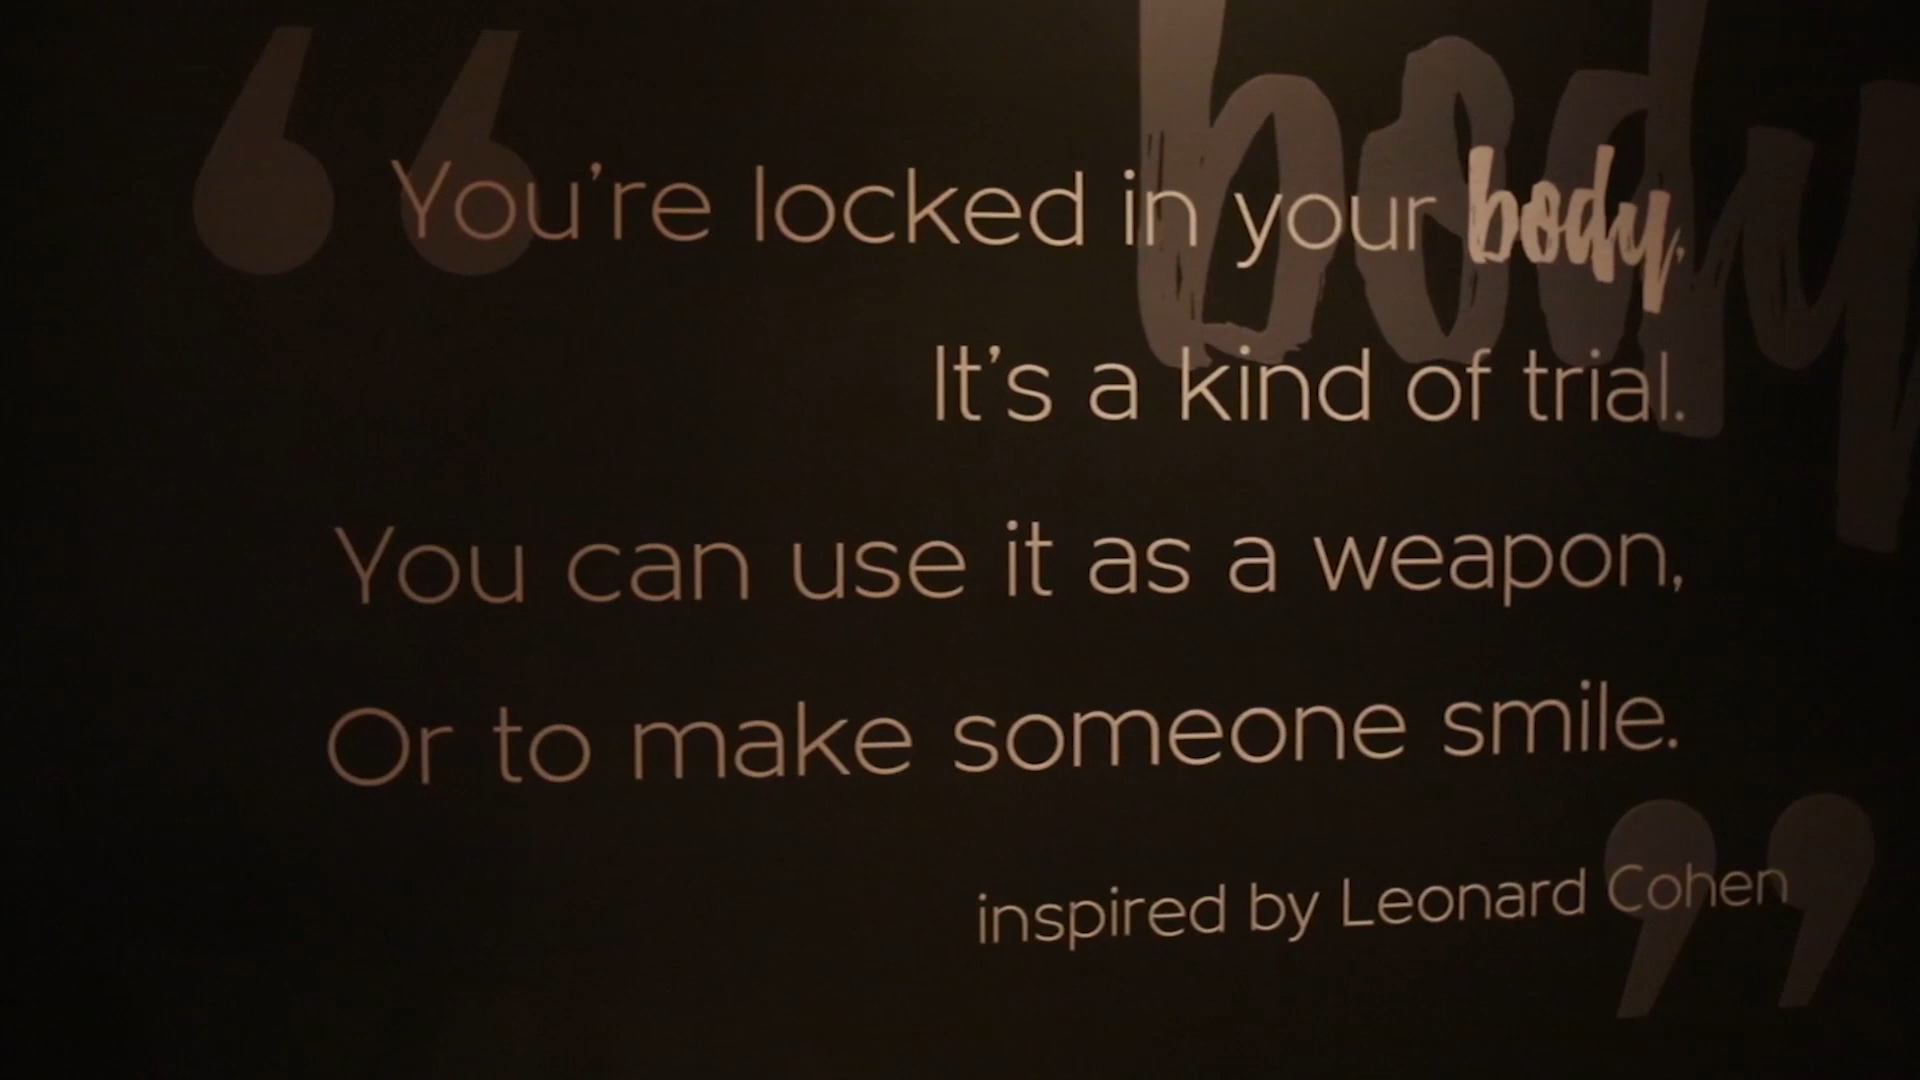 body
“You're locked in your body,
It's a kind of trial.
You can use it as a weapon,
Or to make someone smile.”
inspired by Leonard Cohen